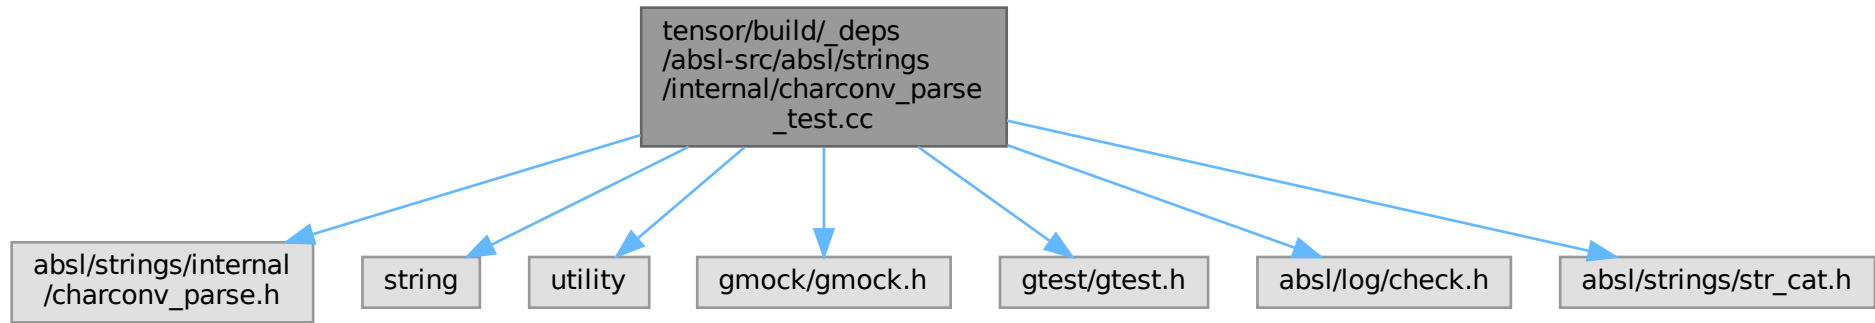 tensor/build/_deps
/absl-src/absl/strings
/internal/charconv_parse
_test.cc
absl/strings/internal
/charconv_parse.h
string
utility
gmock/gmock.h
gtest/gtest.h
absl/log/check.h
absl/strings/str_cat.h